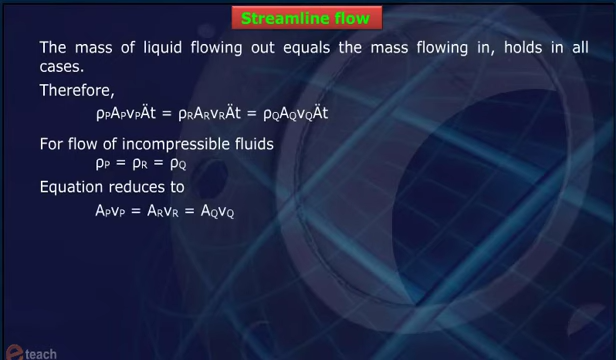 Streamline flow
The mass of liquid flowing out equals the mass flowing in, holds in all
cases.
Therefore,
ρPAPvPÄt = ρRARvRÄt = ρQAQvQÄt
For flow of incompressible fluids
ρP = ρR = ρQ
Equation reduces to
APvP = ARvR = AQvQ
eteach